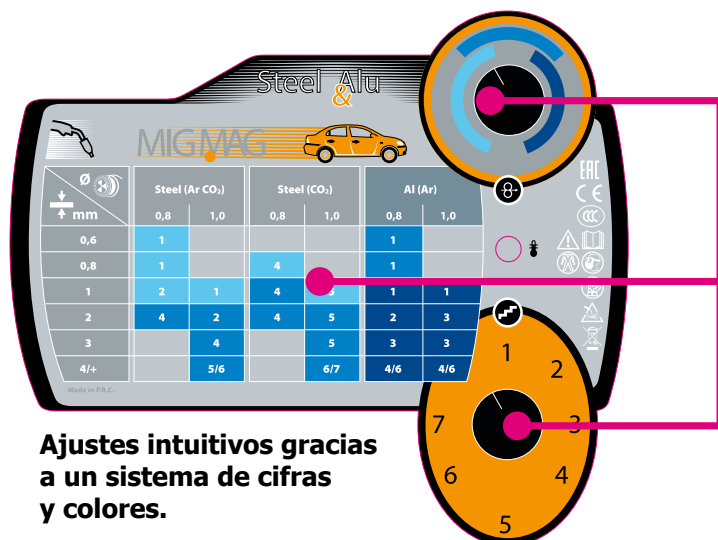 Steel & Alu
MIGMAG
Ø Steel (Ar CO₂) Steel (CO₂) Al (Ar)
mm 0,8 1,0 0,8 1,0 0,8 1,0
0,6 1 1
0,8 1 4 1
1 2 1 4 1 1
2 4 2 4 5 2 3
3 4 5 3 3
4/+ 5/6 6/7 4/6 4/6
Made in P.R.C.
EAC
CE
CCC
1
2
3
4
5
6
7
Ajustes intuitivos gracias
a un sistema de cifras
y colores.